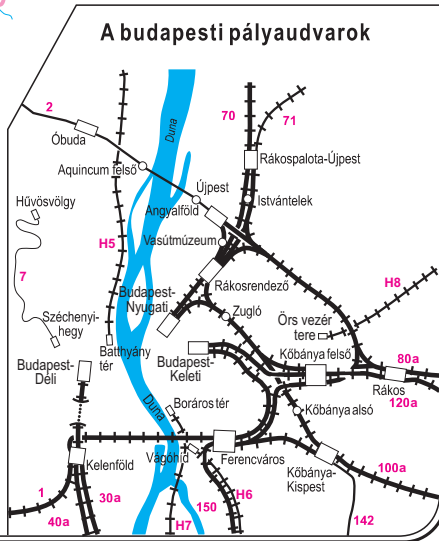 A budapesti pályaudvarok
2
Óbuda
Duna
70
71
Rákospalota-Újpest
Aquincum felső
Újpest
Hűvösvölgy
Angyalföld
Istvántelek
Vasútmúzeum
H5
7
Budapest-
Nyugati
Rákosrendező
H8
Széchenyi-
hegy
Batthyány
tér
Zugló
Örs vezér
tere
Budapest-
Déli
Budapest-
Keleti
Kőbánya felső
80a
Rákos
120a
Duna
Boráros tér
Kőbánya alsó
Kelenföld
Vágóhíd
Ferencváros
Kőbánya-
Kispest
100a
1
40a
30a
H7
150
H6
142